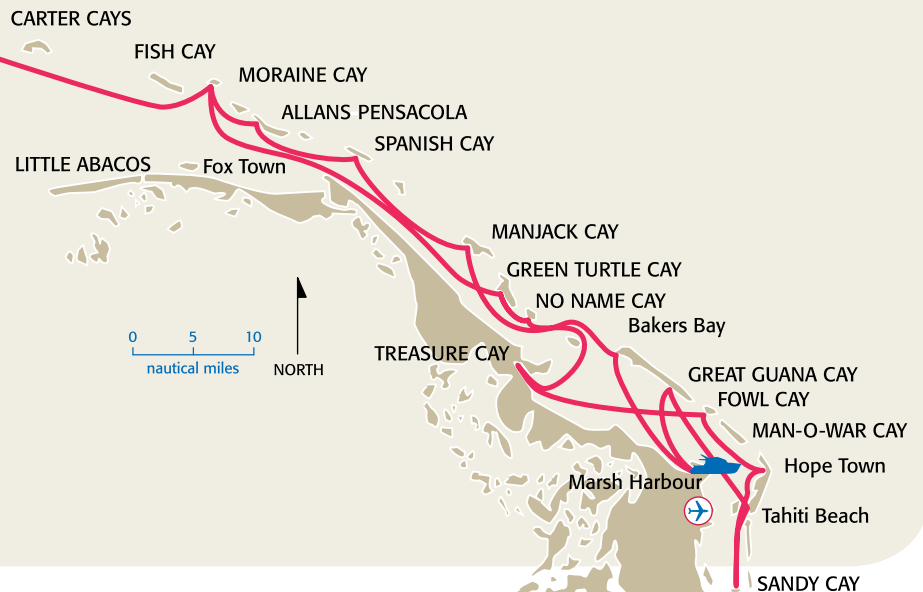 CARTER CAYS
FISH CAY
MORAINE CAY
ALLANS PENSACOLA
SPANISH CAY
LITTLE ABACOS
Fox Town
MANJACK CAY
GREEN TURTLE CAY
NO NAME CAY
Bakers Bay
0 5 10
nautical miles
NORTH
TREASURE CAY
GREAT GUANA CAY
FOWL CAY
MAN-O-WAR CAY
Hope Town
Marsh Harbour
Tahiti Beach
SANDY CAY